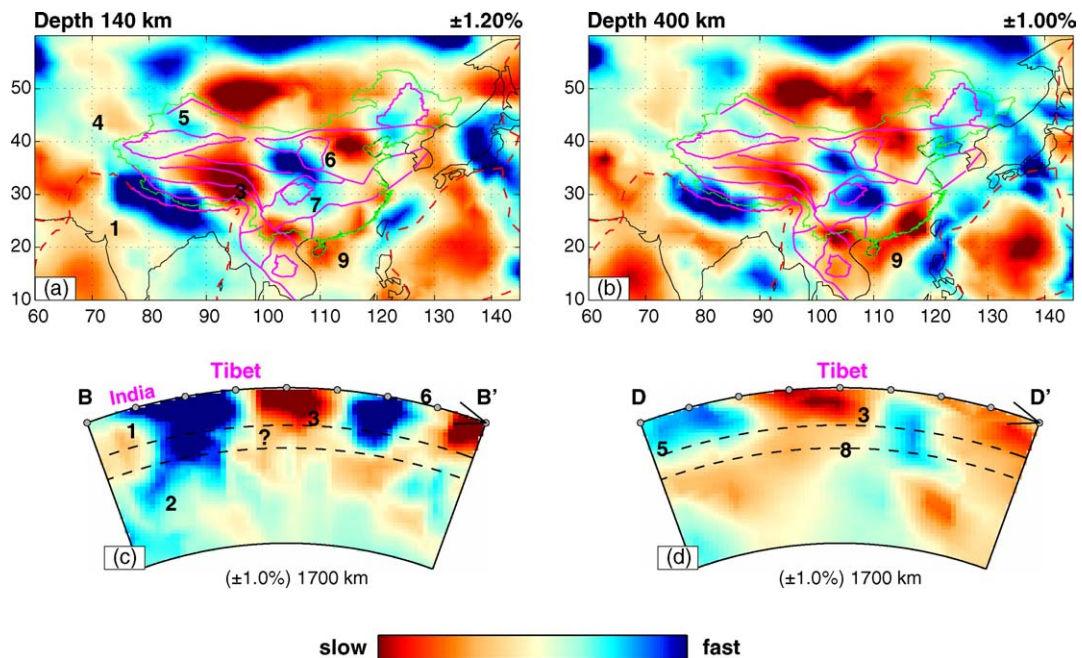 Depth 140 km ±1.20%
50
40
30
20
10
4
5
6
3
7
1
9
(a)
60 70 80 90 100 110 120 130 140
Depth 400 km ±1.00%
50
40
30
20
10
9
(b)
60 70 80 90 100 110 120 130 140
Tibet
India
B B'
6
3
1
?
2
(c)
(±1.0%) 1700 km
Tibet
D D'
3
5
8
(d)
(±1.0%) 1700 km
slow fast